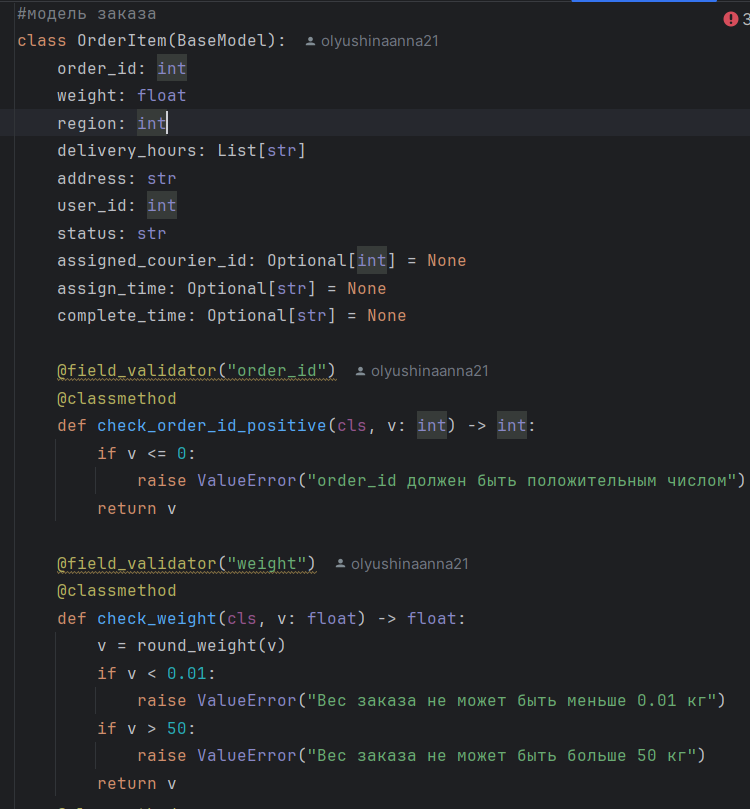 #модель заказа
3
class OrderItem(BaseModel): olyushinaanna21
    order_id: int
    weight: float
    region: int
    delivery_hours: List[str]
    address: str
    user_id: int
    status: str
    assigned_courier_id: Optional[int] = None
    assign_time: Optional[str] = None
    complete_time: Optional[str] = None

    @field_validator("order_id") olyushinaanna21
    @classmethod
    def check_order_id_positive(cls, v: int) -> int:
        if v <= 0:
            raise ValueError("order_id должен быть положительным числом")
        return v

    @field_validator("weight") olyushinaanna21
    @classmethod
    def check_weight(cls, v: float) -> float:
        v = round_weight(v)
        if v < 0.01:
            raise ValueError("Вес заказа не может быть меньше 0.01 кг")
        if v > 50:
            raise ValueError("Вес заказа не может быть больше 50 кг")
        return v